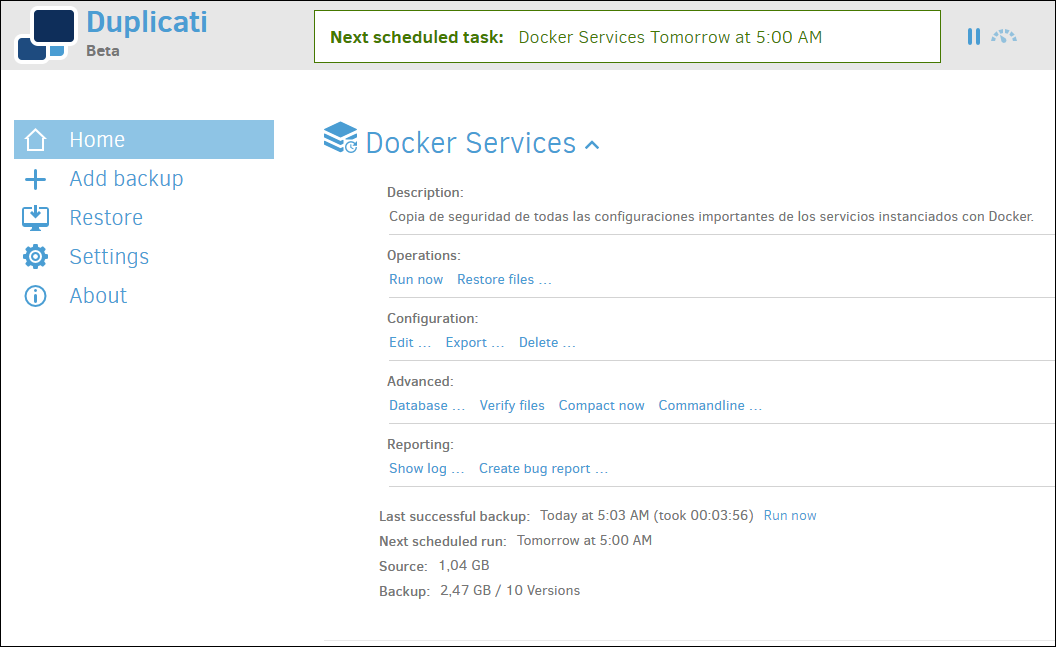 Duplicati
Beta
Next scheduled task: Docker Services Tomorrow at 5:00 AM
Home
Add backup
Restore
Settings
About
Docker Services
Description:
Copia de seguridad de todas las configuraciones importantes de los servicios instanciados con Docker.
Operations:
Run now Restore files ...
Configuration:
Edit ... Export ... Delete ...
Advanced:
Database ... Verify files Compact now Commandline ...
Reporting:
Show log ... Create bug report ...
Last successful backup: Today at 5:03 AM (took 00:03:56) Run now
Next scheduled run: Tomorrow at 5:00 AM
Source: 1,04 GB
Backup: 2,47 GB / 10 Versions